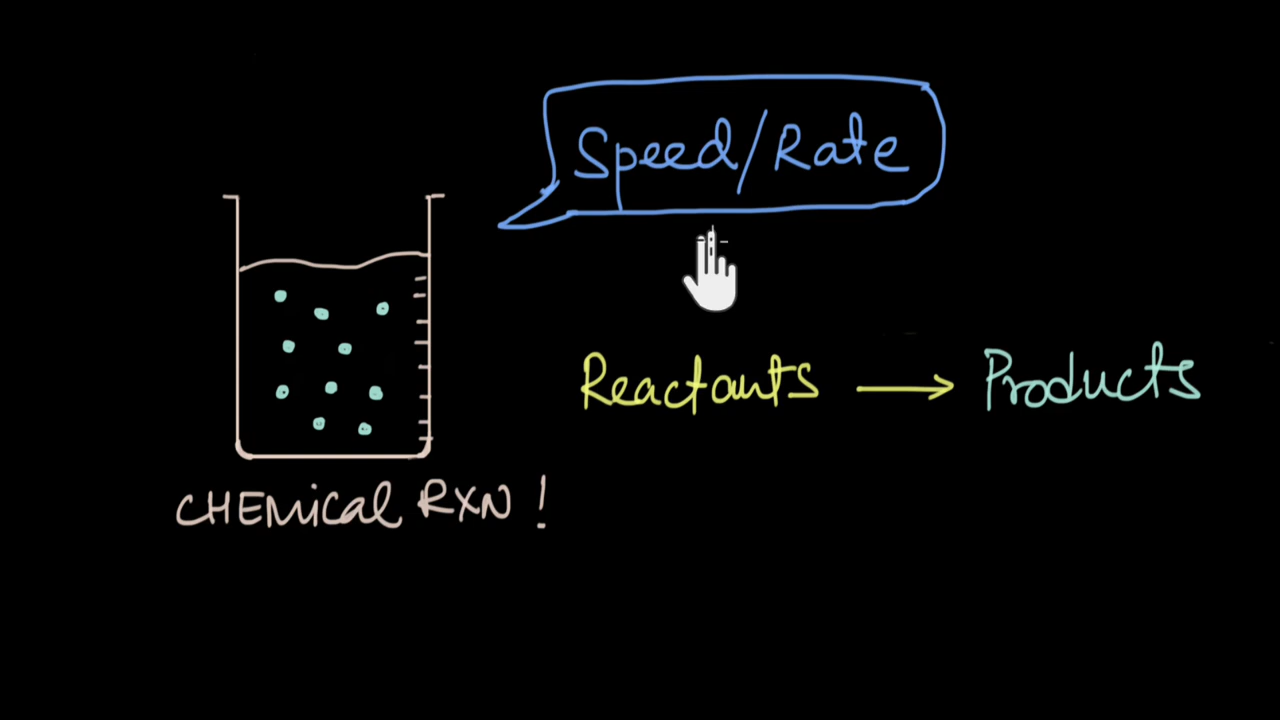 Speed/Rate
Reactants → Products
CHEMical RXN!